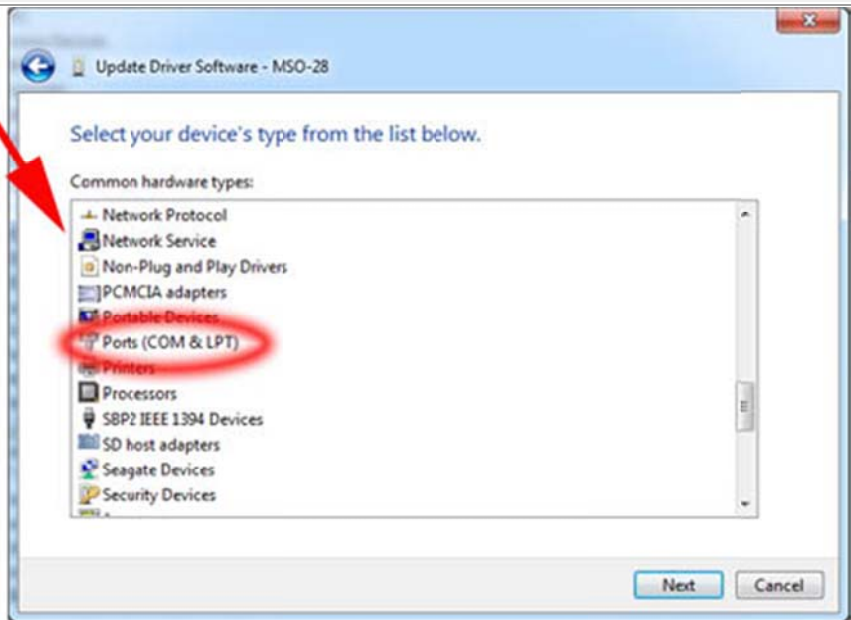 Update Driver Software - MSO-28
Select your device's type from the list below.
Common hardware types:
Network Protocol
Network Service
Non-Plug and Play Drivers
PCMCIA adapters
Portable Devices
Ports (COM & LPT)
Printers
Processors
SBP2 IEEE 1394 Devices
SD host adapters
Seagate Devices
Security Devices
Next Cancel